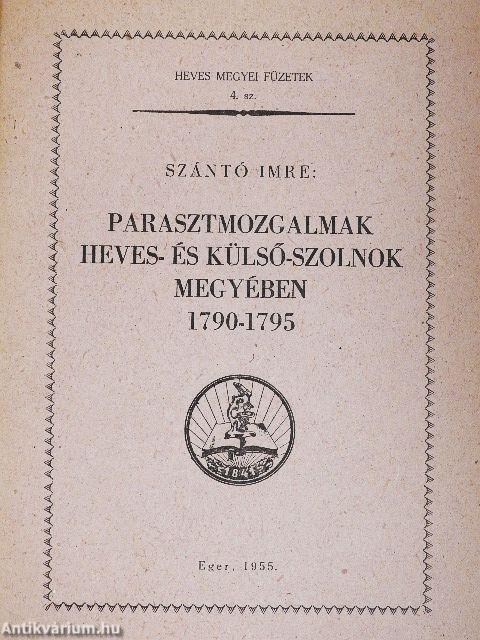 HEVES MEGYEI FÜZETEK
4. sz.
SZÁNTÓ IMRE:
PARASZTMOZGALMAK
HEVES- ÉS KÜLSŐ-SZOLNOK
MEGYÉBEN
1790-1795
1841
Eger, 1955.
Antikvárium.hu